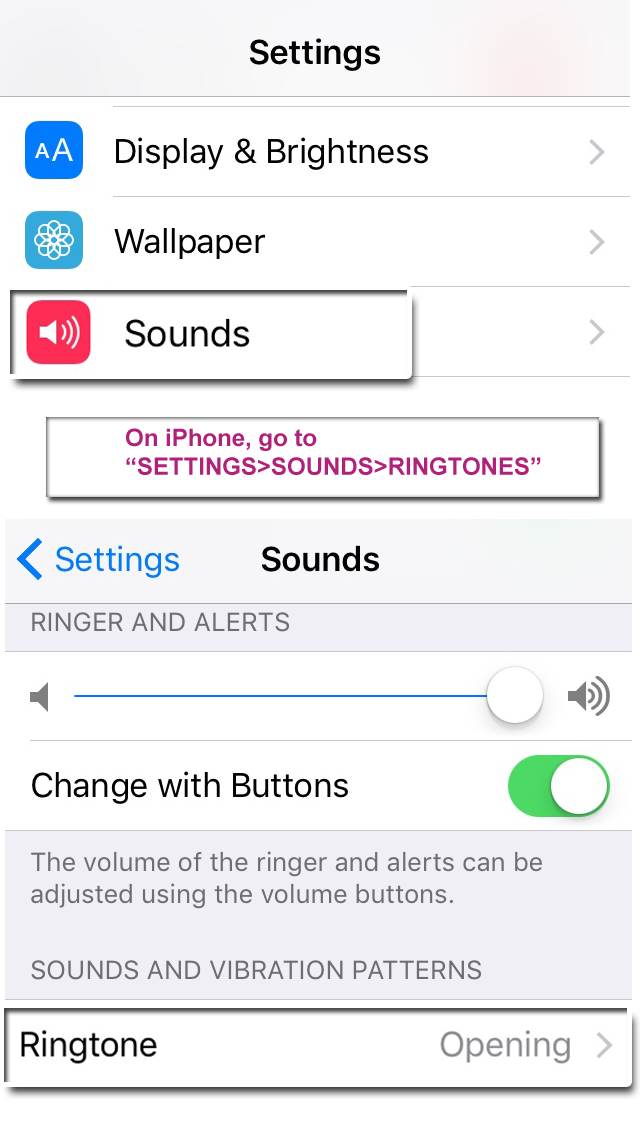 Settings
AA Display & Brightness
Wallpaper
Sounds
On iPhone, go to
“SETTINGS>SOUNDS>RINGTONES”
Settings Sounds
RINGER AND ALERTS
Change with Buttons
The volume of the ringer and alerts can be
adjusted using the volume buttons.
SOUNDS AND VIBRATION PATTERNS
Ringtone Opening